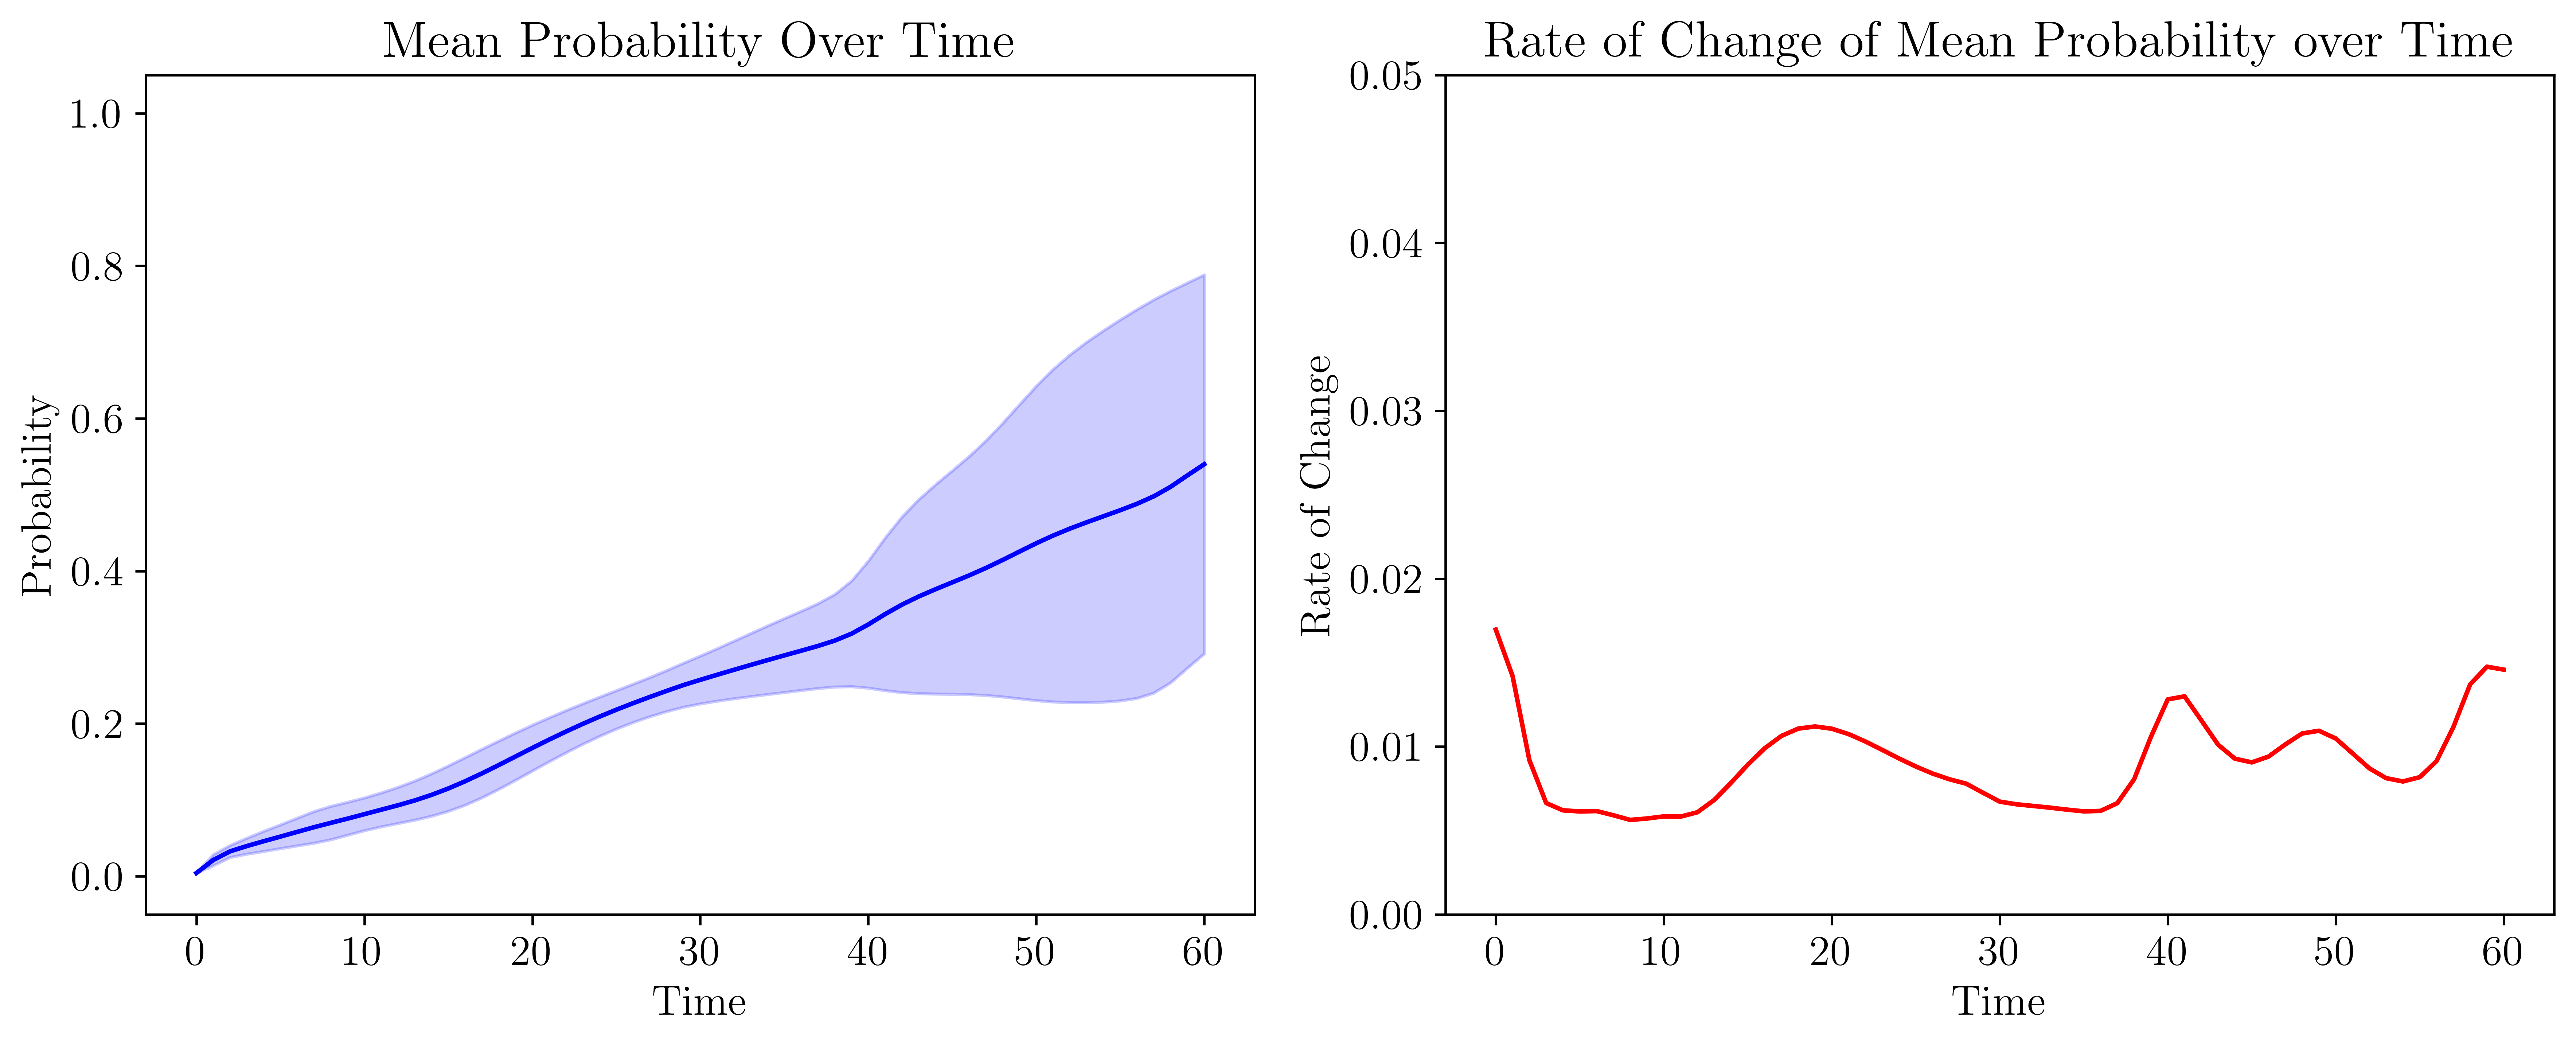 Mean Probability Over Time
1.0
0.8
0.6
0.4
0.2
0.0
Probability
0 10 20 30 40 50 60
Time
Rate of Change of Mean Probability over Time
0.05
0.04
0.03
0.02
0.01
0.00
Rate of Change
0 10 20 30 40 50 60
Time